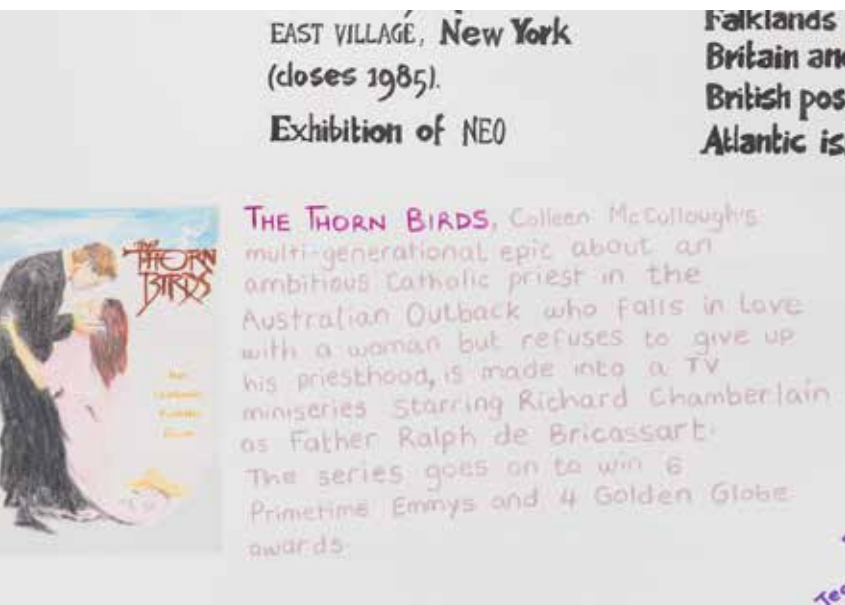 EAST VILLAGE, New York
(closes 1985).
Exhibition of NEO
Falklands
Britain and
British pos
Atlantic is
THE THORN BIRDS, Colleen McCullough's
multi-generational epic about an
ambitious Catholic priest in the
Australian Outback who falls in love
with a woman but refuses to give up
his priesthood, is made into a TV
miniseries starring Richard Chamberlain
as Father Ralph de Bricassart.
The series goes on to win 6
Primetime Emmys and 4 Golden Globe
awards.
THE
THORN
BIRDS